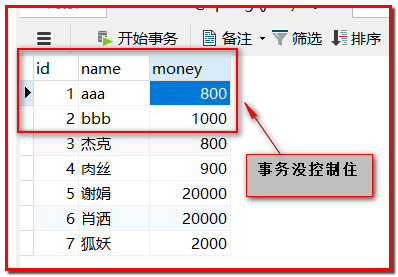 开始事务 备注 筛选 排序
id name money
1 aaa 800
2 bbb 1000
3 杰克 800
4 肉丝 900
5 谢娟 20000
6 肖洒 20000
7 狐妖 2000
事务没控制住